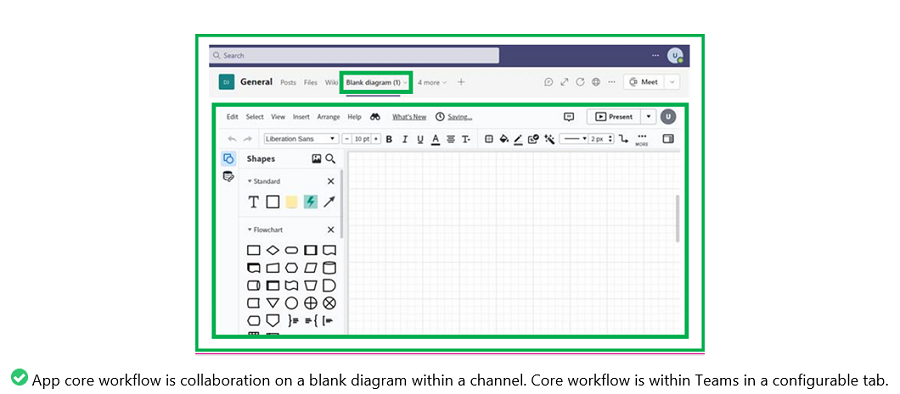 Search ...
DI General Posts Files Wiki Blank diagram (1) 4 more + ... Meet
Edit Select View Insert Arrange Help What's New Saving... Present U
Liberation Sans - 10 pt + B I U A T 2 px MORE
Shapes
Standard
T
Flowchart
App core workflow is collaboration on a blank diagram within a channel. Core workflow is within Teams in a configurable tab.